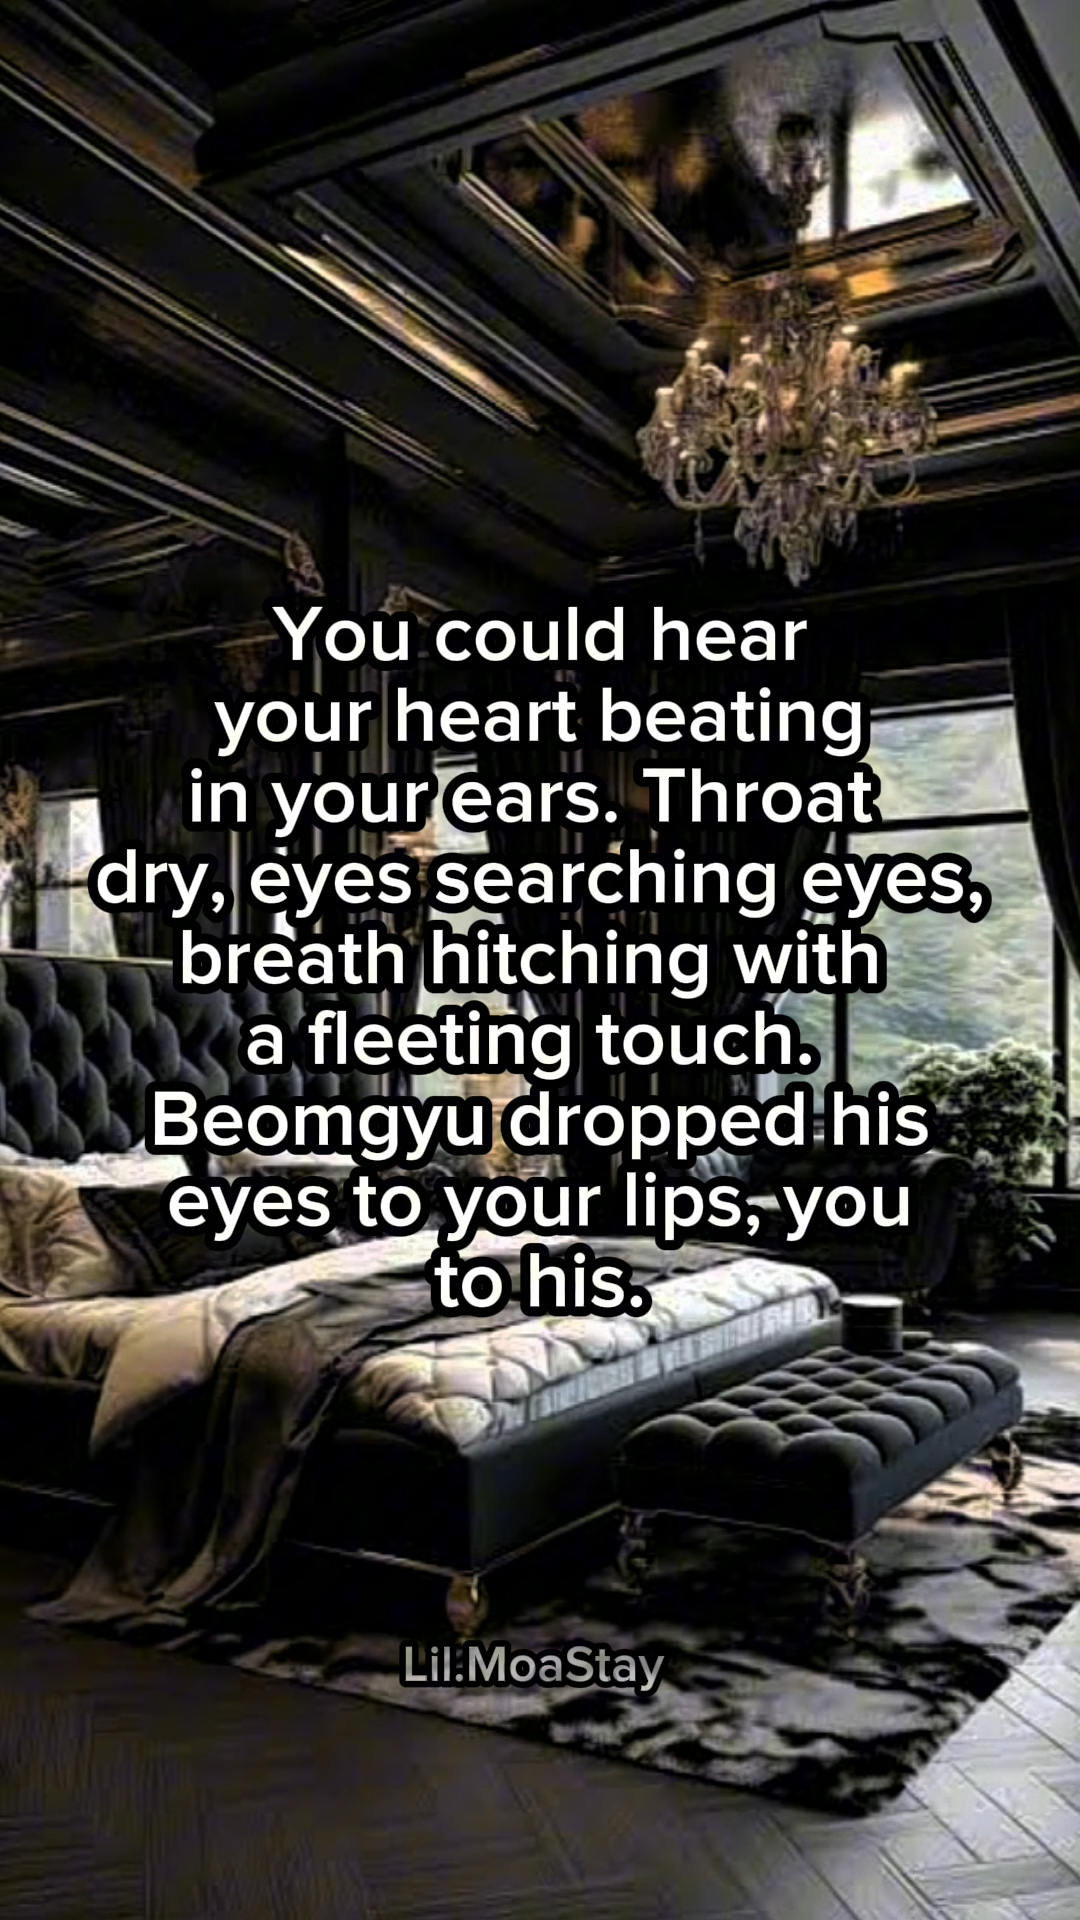 You could hear
your heart beating
in your ears. Throat
dry, eyes searching eyes,
breath hitching with
a fleeting touch.
Beomgyu dropped his
eyes to your lips, you
to his.
Lil.MoaStay